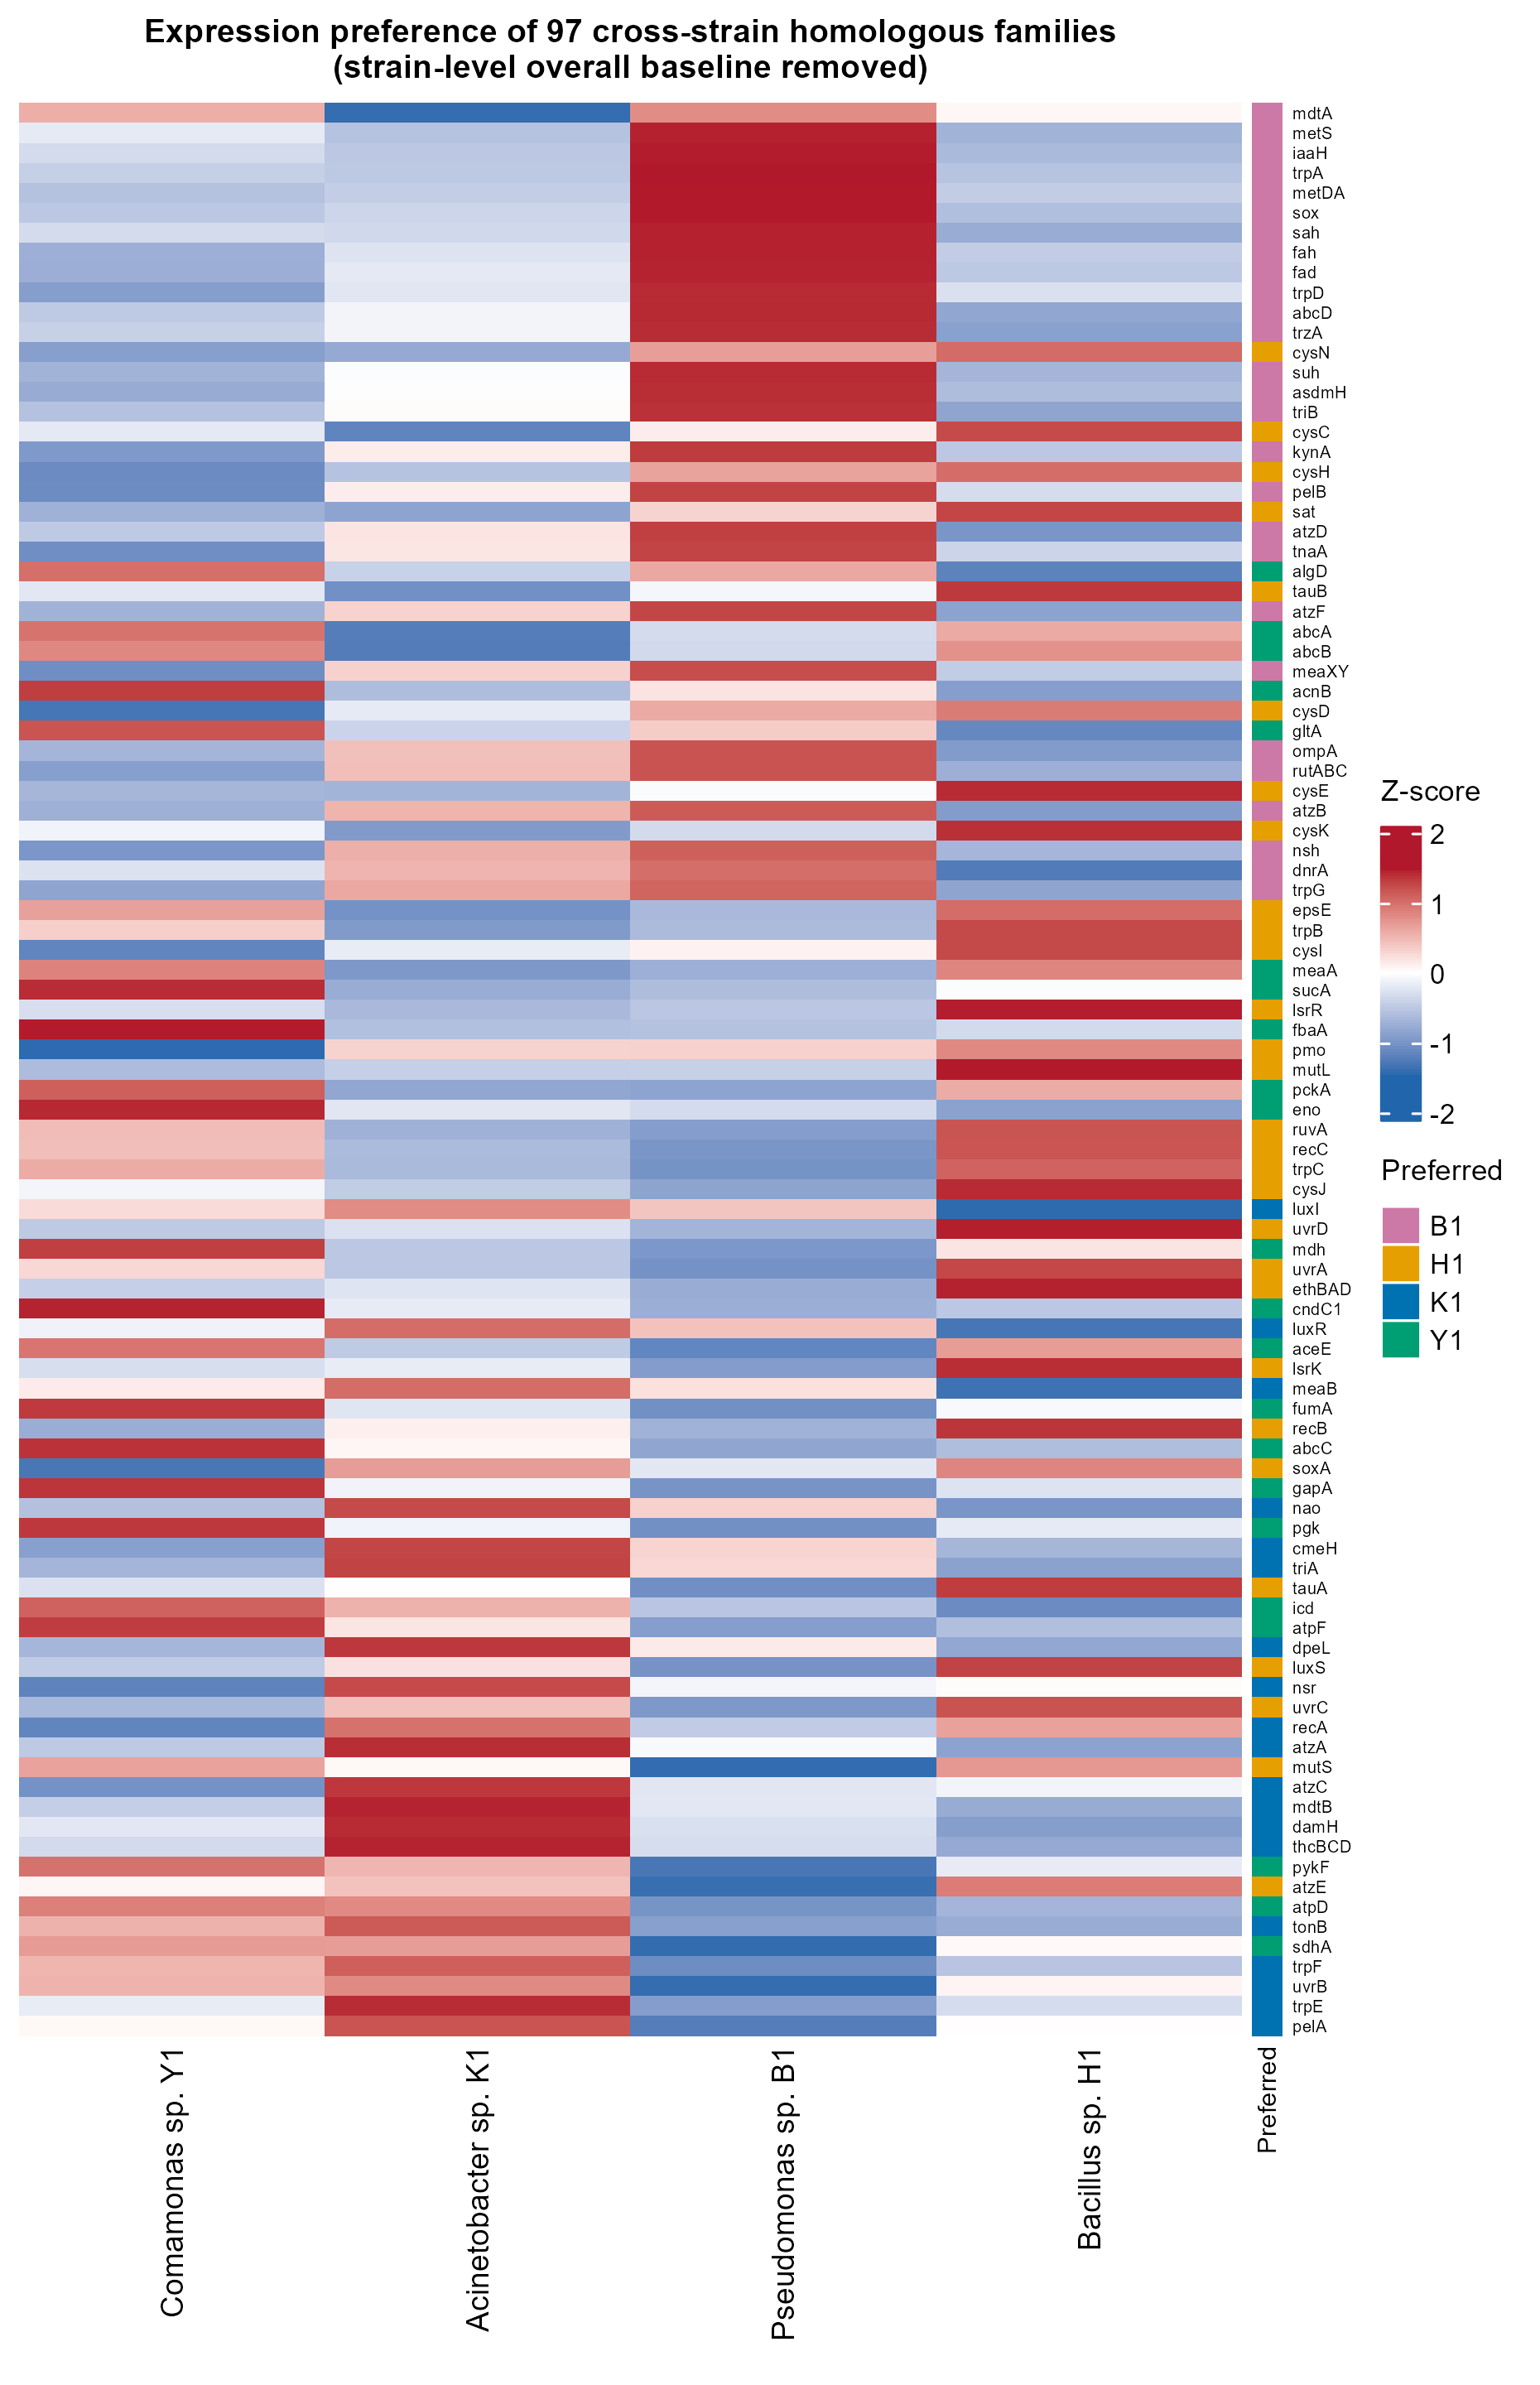 Expression preference of 97 cross-strain homologous families
(strain-level overall baseline removed)
mdtA
metS
iaaH
trpA
metDA
sox
sah
fah
fad
trpD
abcD
trzA
cysN
suh
asdmH
triB
cysC
kynA
cysH
pelB
sat
atzD
tnaA
algD
tauB
atzF
abcA
abcB
meaXY
acnB
cysD
gltA
ompA
rutABC
cysE
atzB
cysK
nsh
dnrA
trpG
epsE
trpB
cysI
meaA
sucA
lsrR
fbaA
pmo
mutL
pckA
eno
ruvA
recC
trpC
cysJ
luxI
uvrD
mdh
uvrA
ethBAD
cndC1
luxR
aceE
lsrK
meaB
fumA
recB
abcC
soxA
gapA
nao
pgk
cmeH
triA
tauA
icd
atpF
dpeL
luxS
nsr
uvrC
recA
atzA
mutS
atzC
mdtB
damH
thcBCD
pykF
atzE
atpD
tonB
sdhA
trpF
uvrB
trpE
pelA
Z-score
2
1
0
-1
-2
Preferred
B1
H1
K1
Y1
Comamonas sp. Y1
Acinetobacter sp. K1
Pseudomonas sp. B1
Bacillus sp. H1
Preferred